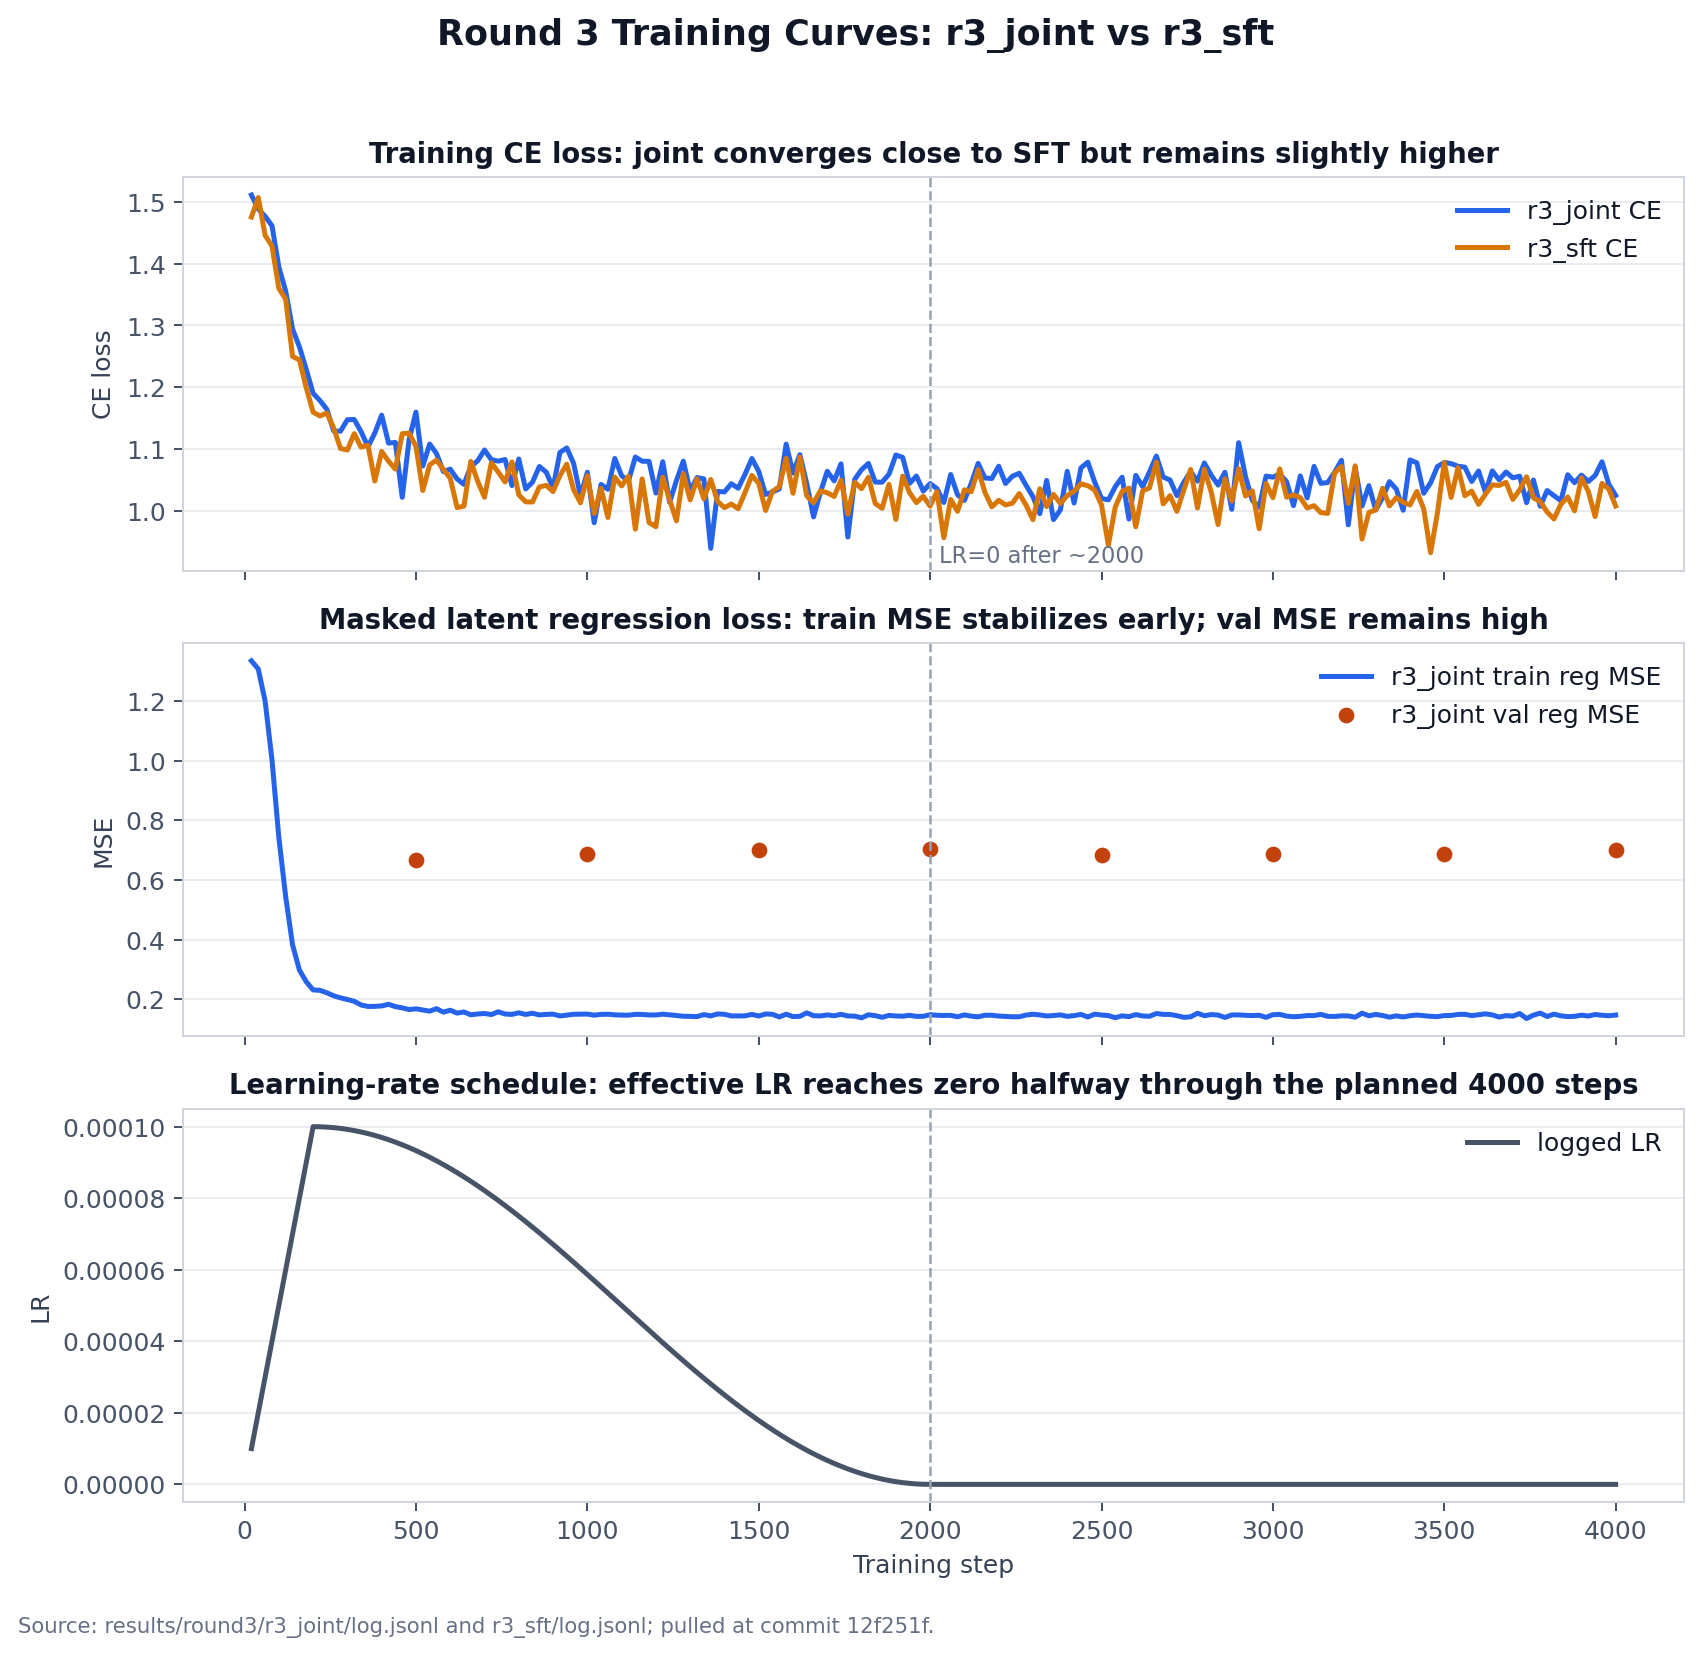 Round 3 Training Curves: r3_joint vs r3_sft
Training CE loss: joint converges close to SFT but remains slightly higher
1.5
1.4
1.3
1.2
1.1
1.0
CE loss
r3_joint CE
r3_sft CE
LR=0 after ~2000
Masked latent regression loss: train MSE stabilizes early; val MSE remains high
1.2
1.0
0.8
0.6
0.4
0.2
MSE
r3_joint train reg MSE
r3_joint val reg MSE
Learning-rate schedule: effective LR reaches zero halfway through the planned 4000 steps
0.00010
0.00008
0.00006
0.00004
0.00002
0.00000
LR
logged LR
0 500 1000 1500 2000 2500 3000 3500 4000
Training step
Source: results/round3/r3_joint/log.jsonl and r3_sft/log.jsonl; pulled at commit 12f251f.